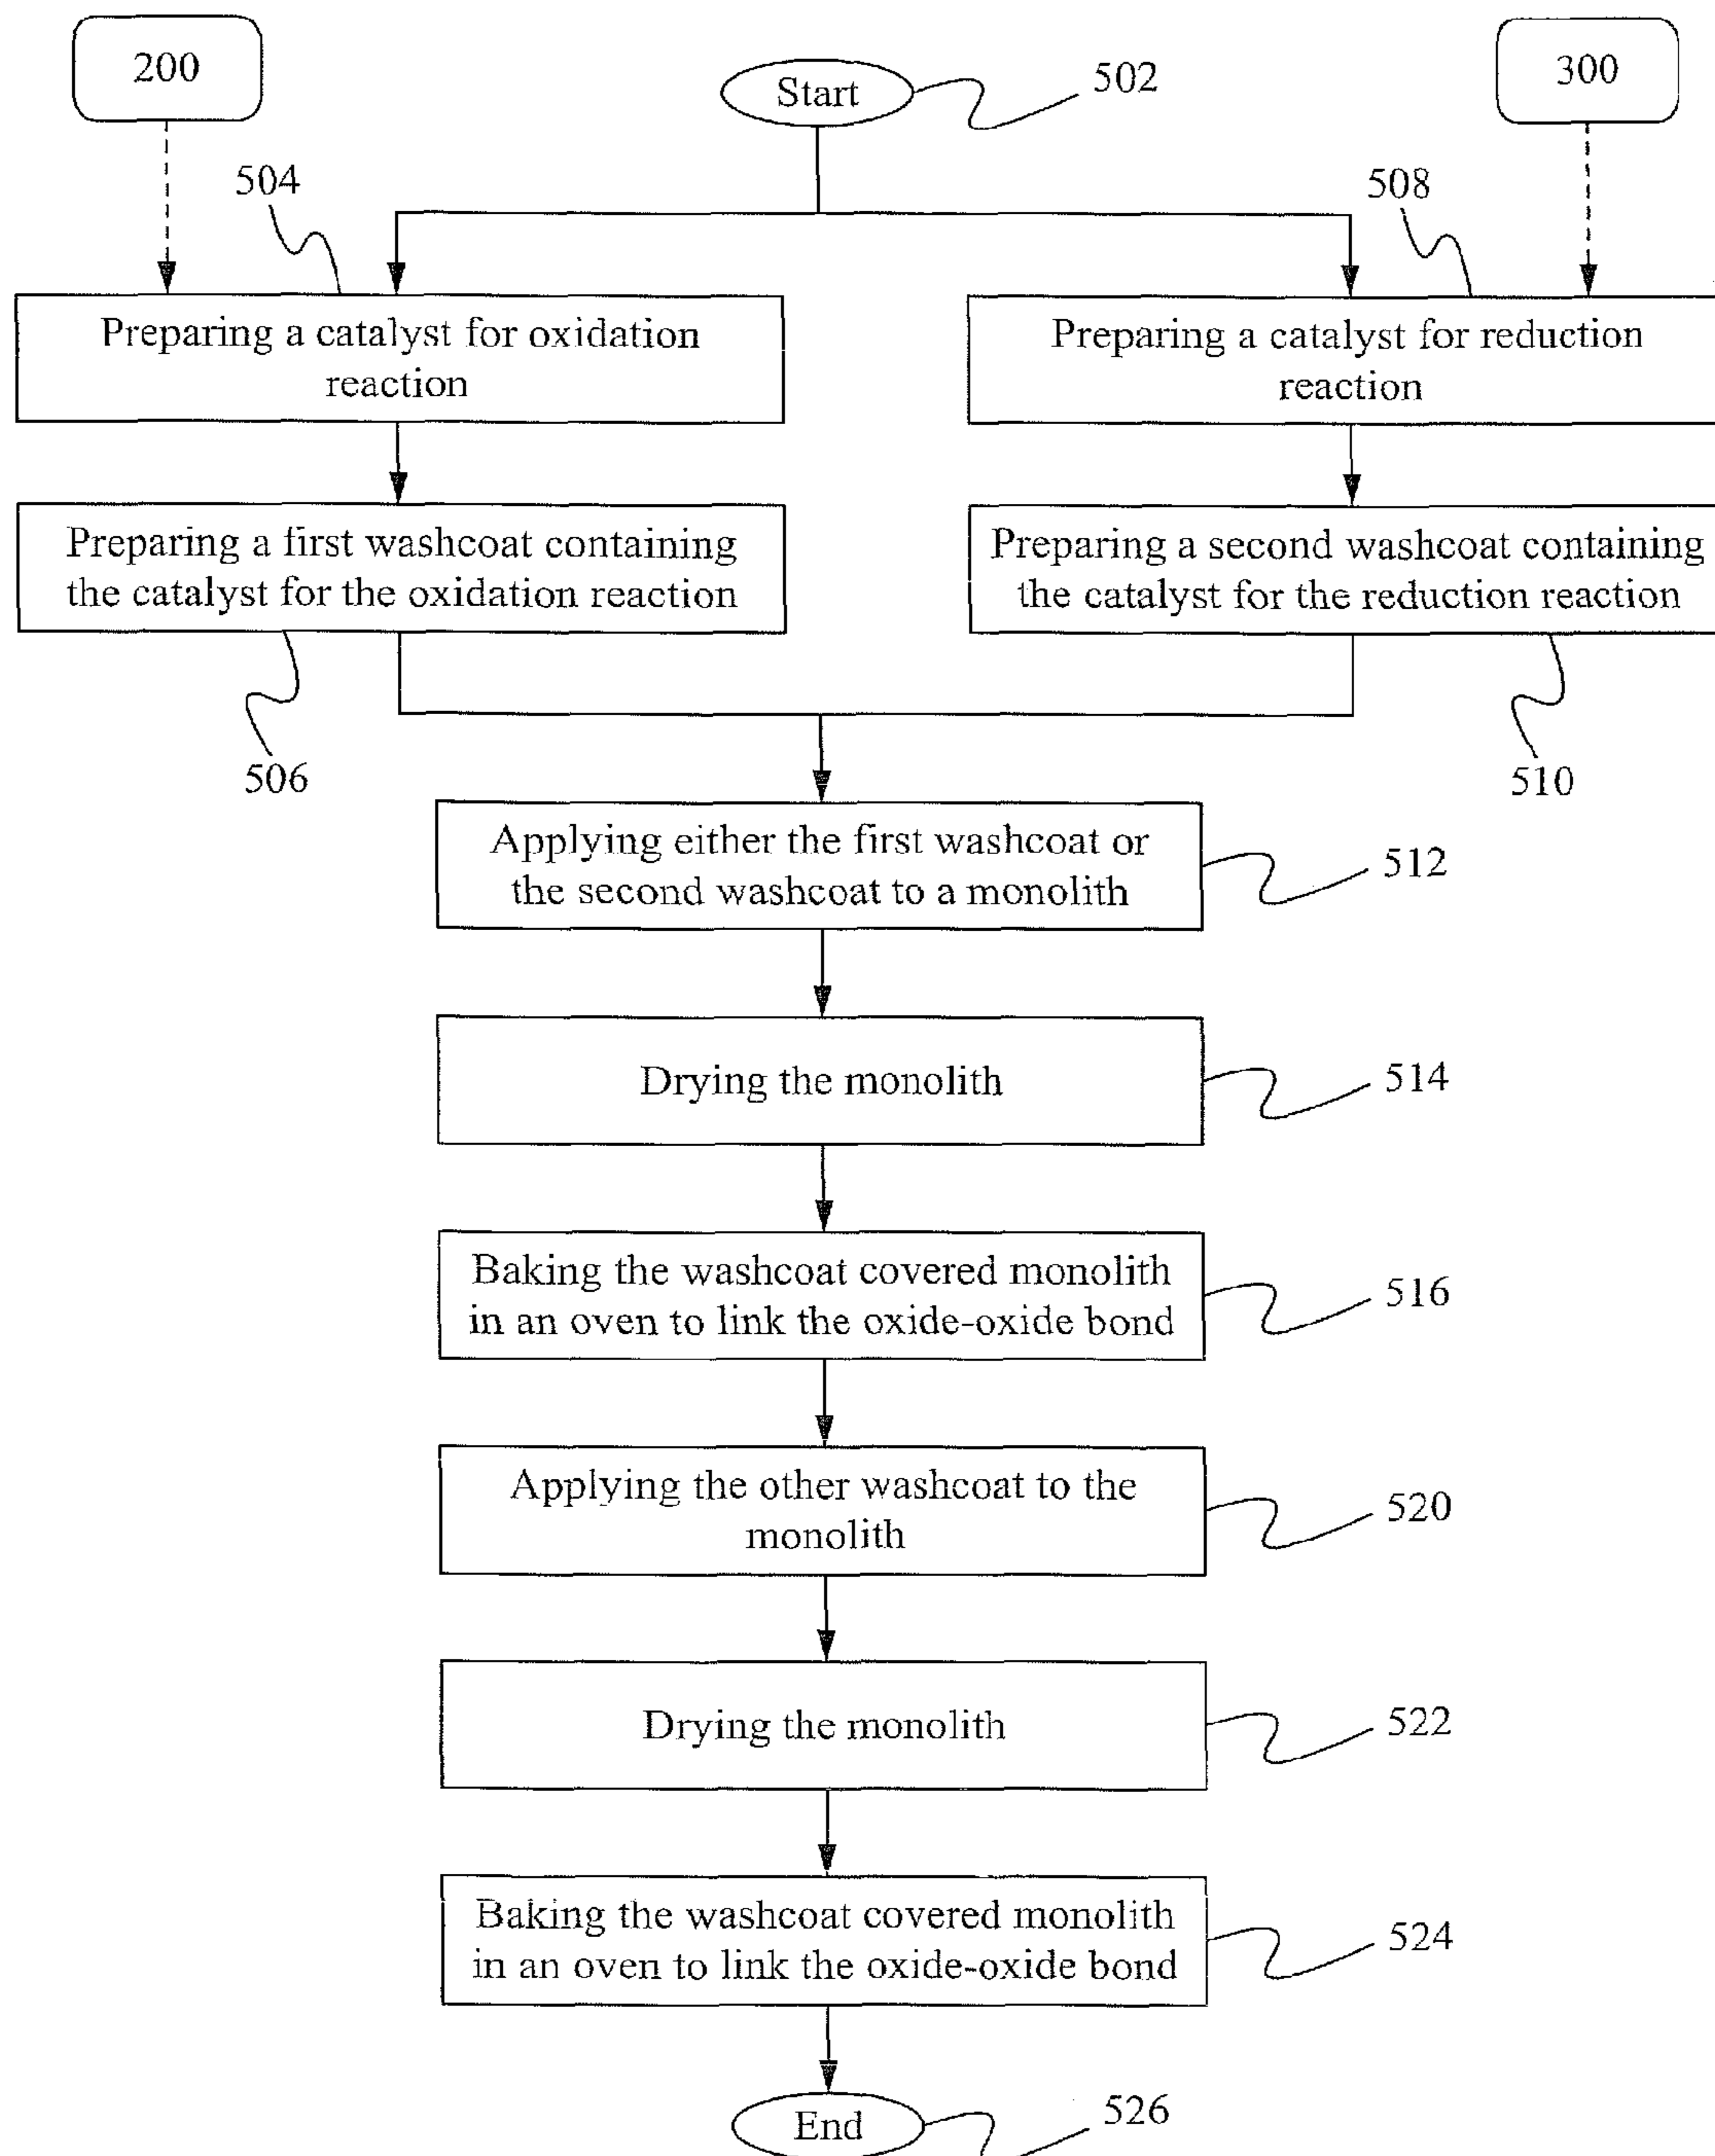 200
Start
502
300
504
508
Preparing a catalyst for oxidation
reaction
Preparing a catalyst for reduction
reaction
Preparing a first washcoat containing
the catalyst for the oxidation reaction
Preparing a second washcoat containing
the catalyst for the reduction reaction
506
510
Applying either the first washcoat or
the second washcoat to a monolith
512
Drying the monolith
514
Baking the washcoat covered monolith
in an oven to link the oxide-oxide bond
516
Applying the other washcoat to the
monolith
520
Drying the monolith
522
Baking the washcoat covered monolith
in an oven to link the oxide-oxide bond
524
End
526